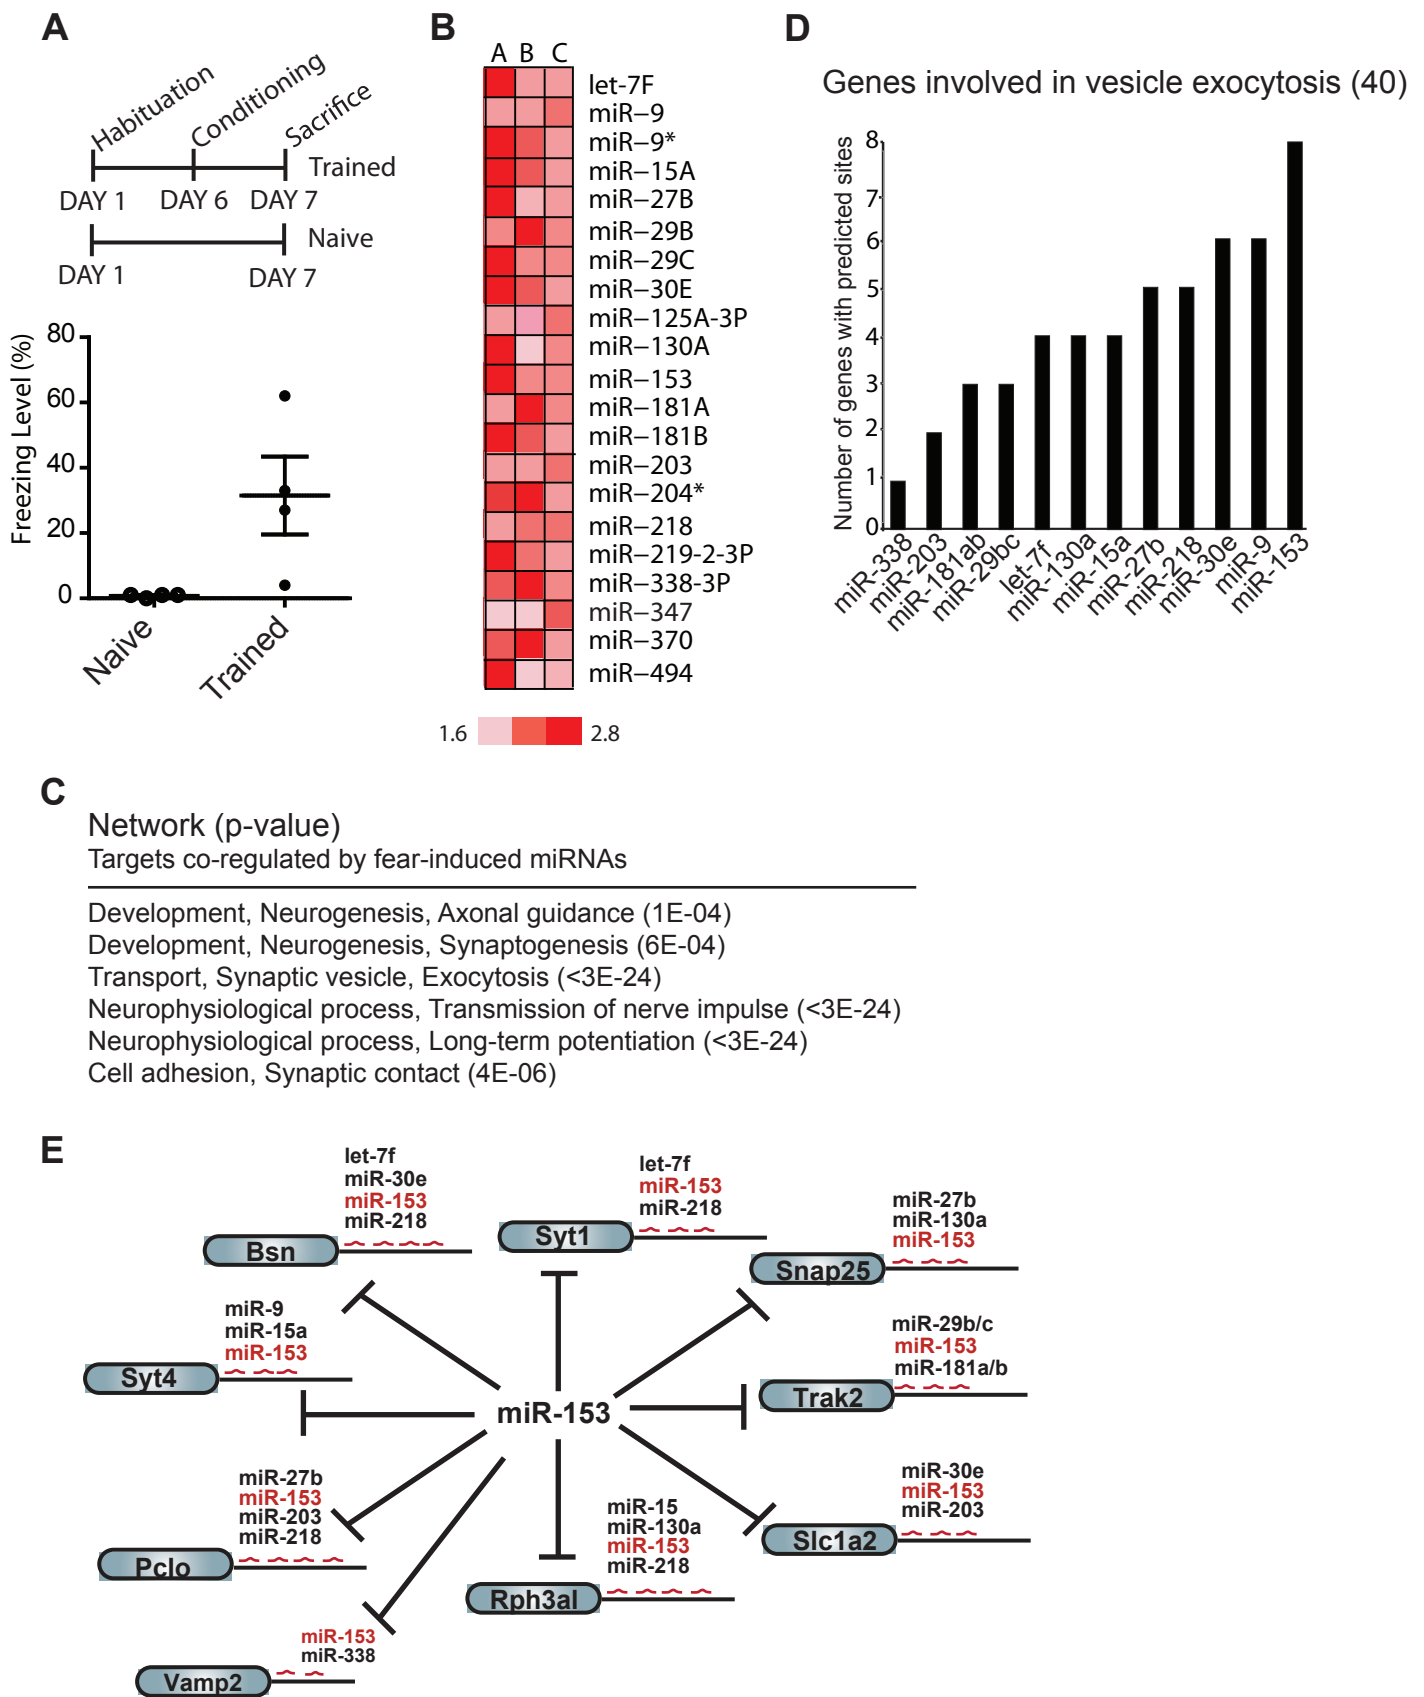 A
Habituation
Conditioning
Sacrifice
Trained
DAY 1
DAY 6
DAY 7
Naive
DAY 1
DAY 7
Freezing Level (%)
80
60
40
20
0
Naive
Trained
B
A B C
let-7F
miR–9
miR–9*
miR–15A
miR–27B
miR–29B
miR–29C
miR–30E
miR–125A-3P
miR–130A
miR–153
miR–181A
miR–181B
miR–203
miR–204*
miR–218
miR–219-2-3P
miR–338-3P
miR–347
miR–370
miR–494
1.6
2.8
D
Genes involved in vesicle exocytosis (40)
Number of genes with predicted sites
8
7
6
5
4
3
2
1
0
miR-338
miR-203
miR-181ab
miR-29bc
let-7f
miR-130a
miR-15a
miR-27b
miR-218
miR-30e
miR-9
miR-153
C
Network (p-value)
Targets co-regulated by fear-induced miRNAs
Development, Neurogenesis, Axonal guidance (1E-04)
Development, Neurogenesis, Synaptogenesis (6E-04)
Transport, Synaptic vesicle, Exocytosis (<3E-24)
Neurophysiological process, Transmission of nerve impulse (<3E-24)
Neurophysiological process, Long-term potentiation (<3E-24)
Cell adhesion, Synaptic contact (4E-06)
E
let-7f
miR-30e
miR-153
miR-218
Bsn
let-7f
miR-153
miR-218
Syt1
miR-27b
miR-130a
miR-153
Snap25
miR-9
miR-15a
miR-153
Syt4
miR-29b/c
miR-153
miR-181a/b
Trak2
miR-153
miR-27b
miR-153
miR-203
miR-218
Pclo
miR-15
miR-130a
miR-153
miR-218
Rph3al
miR-30e
miR-153
miR-203
Slc1a2
miR-153
miR-338
Vamp2